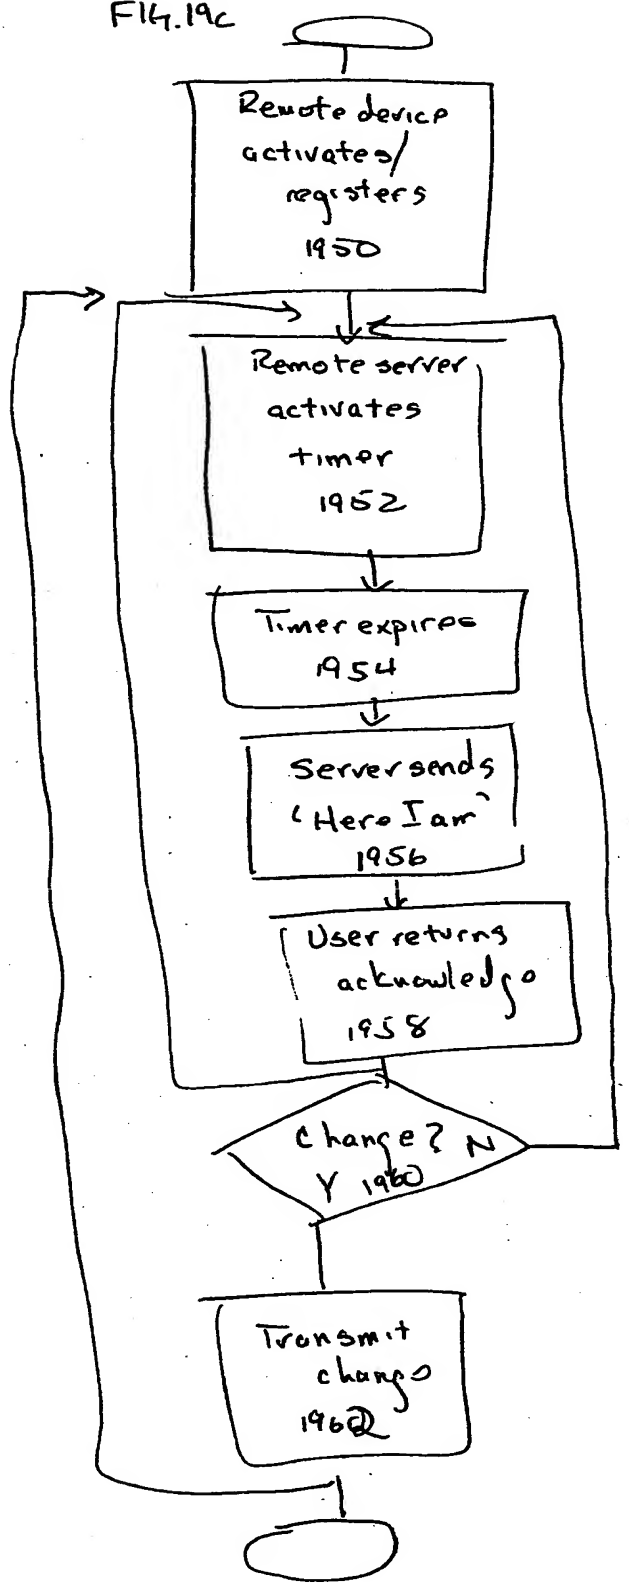 FIG. 19c
Remote device
activates/
registers
1950
Remote server
activates
timer
1952
Timer expires
1954
Server sends
'Here I am'
1956
User returns
acknowledge
1958
Change? N
Y 1960
Transmit
change
1962